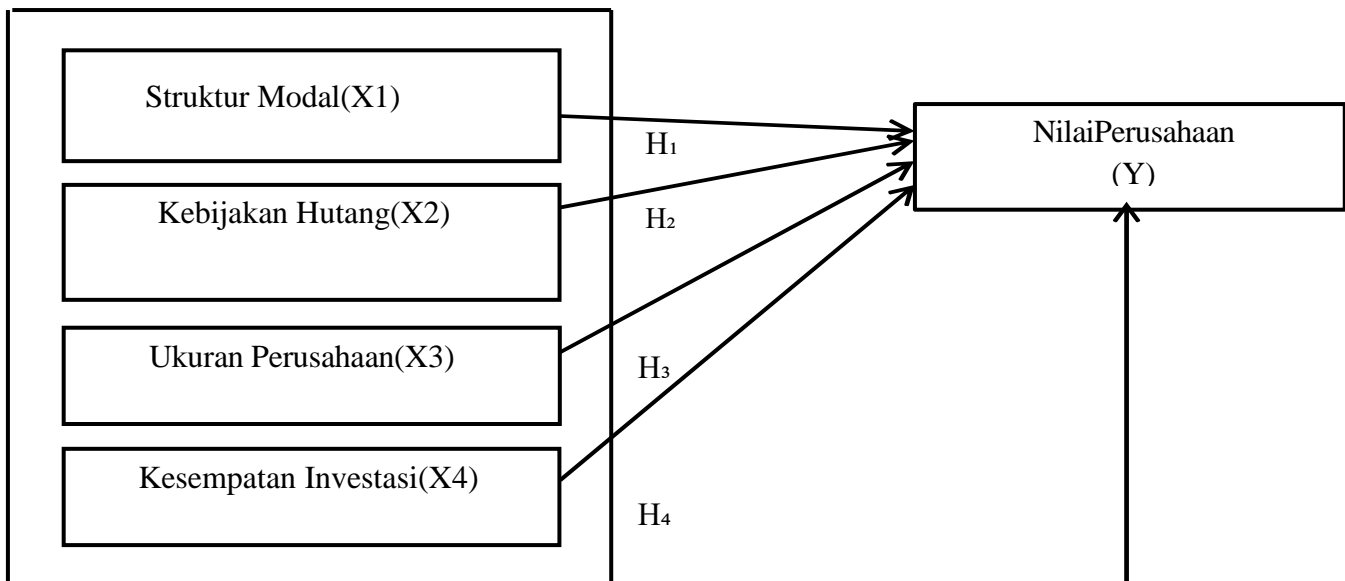 Struktur Modal(X1)
H₁
NilaiPerusahaan
(Y)
Kebijakan Hutang(X2)
H₂
Ukuran Perusahaan(X3)
H₃
Kesempatan Investasi(X4)
H₄